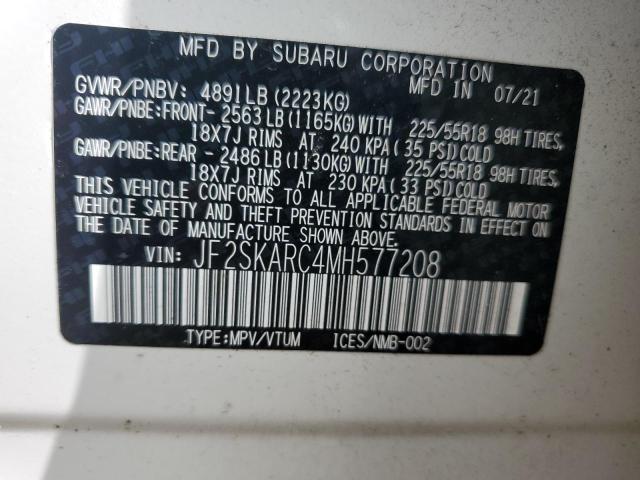 MFD BY SUBARU CORPORATION
GVWR/PNBV: 4891LB (2223KG) MFD IN 07/21
GAWR/PNBE:FRONT- 2563LB(1165KG)WITH 225/55R18 98H TIRES,
18X7J RIMS AT 240 KPA( 35 PSI)COLD
GAWR/PNBE:REAR - 2486LB(1130KG)WITH 225/55R18 98H TIRES,
18X7J RIMS AT 230 KPA( 33 PSI)COLD
THIS VEHICLE CONFORMS TO ALL APPLICABLE FEDERAL MOTOR
VEHICLE SAFETY AND THEFT PREVENTION STANDARDS IN EFFECT ON
THE DATE OF MANUFACTURE SHOWN ABOVE.
VIN: JF2SKARC4MH577208
TYPE:MPV/VTUM ICES/NMB-002